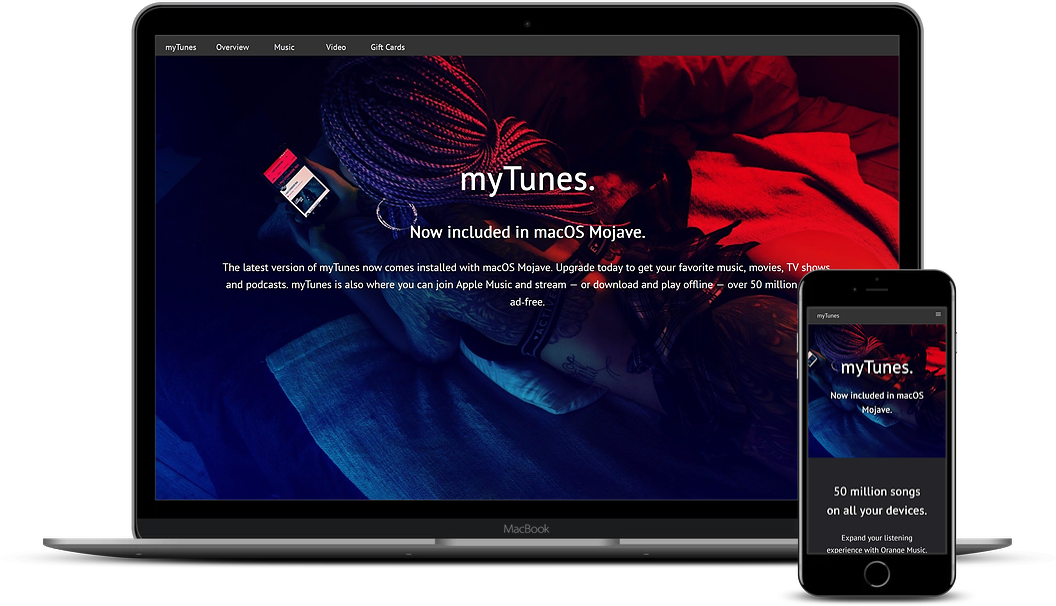 myTunes Overview Music Video Gift Cards
myTunes.
Now included in macOS Mojave.
The latest version of myTunes now comes installed with macOS Mojave. Upgrade today to get your favorite music, movies, TV shows
and podcasts. myTunes is also where you can join Apple Music and stream — or download and play offline — over 50 million
ad-free.
MacBook
myTunes
myTunes.
Now included in macOS
Mojave.
50 million songs
on all your devices.
Expand your listening
experience with Orange Music.